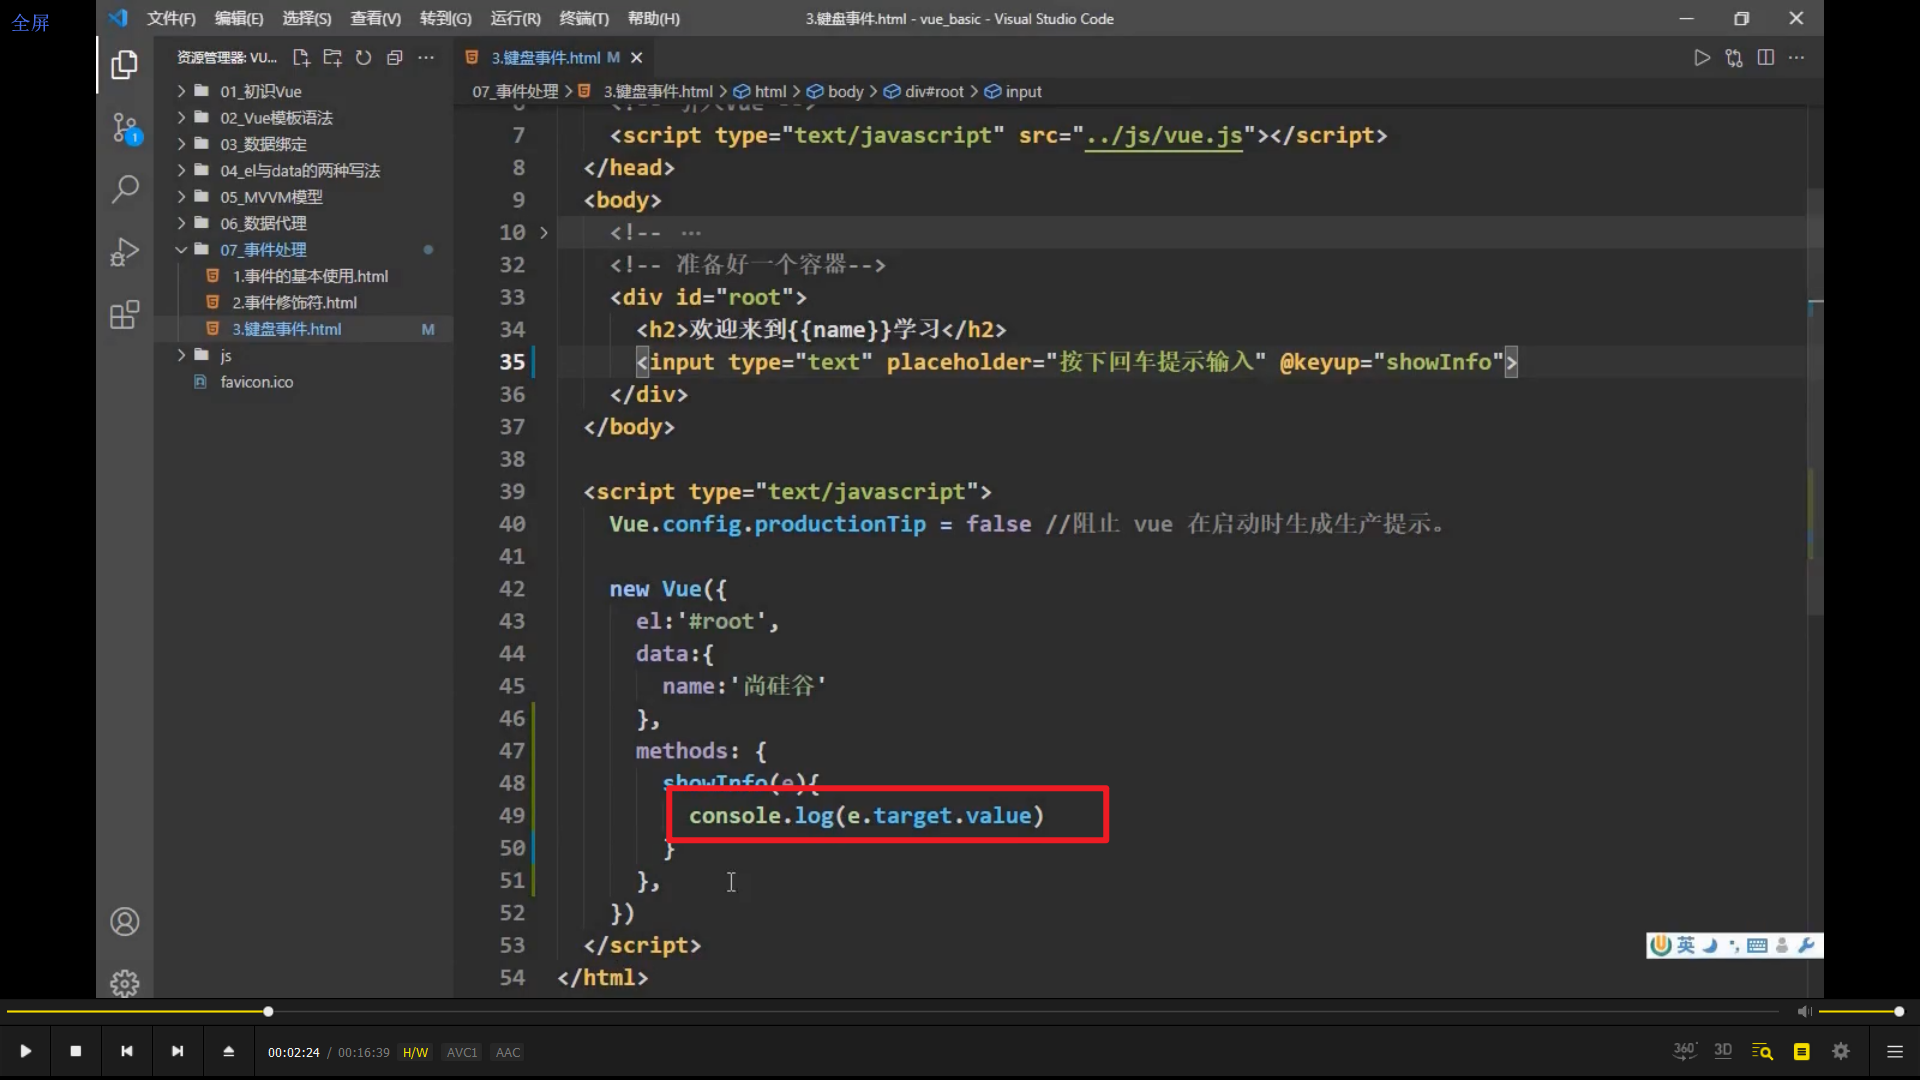 全屏
文件(F) 编辑(E) 选择(S) 查看(V) 转到(G) 运行(R) 终端(T) 帮助(H)
3.键盘事件.html - vue_basic - Visual Studio Code
资源管理器: VU...
01_初识Vue
02_Vue模板语法
03_数据绑定
04_el与data的两种写法
05_MVVM模型
06_数据代理
07_事件处理
1.事件的基本使用.html
2.事件修饰符.html
3.键盘事件.html M
js
favicon.ico
1
3.键盘事件.html M
07_事件处理 > 3.键盘事件.html > html > body > div#root > input
6 <!-- 引入Vue -->
7 <script type="text/javascript" src="../js/vue.js"></script>
8 </head>
9 <body>
10 <!-- ...
32 <!-- 准备好一个容器-->
33 <div id="root">
34 <h2>欢迎来到{{name}}学习</h2>
35 <input type="text" placeholder="按下回车提示输入" @keyup="showInfo">
36 </div>
37 </body>
38
39 <script type="text/javascript">
40 Vue.config.productionTip = false //阻止 vue 在启动时生成生产提示。
41
42 new Vue({
43 el:'#root',
44 data:{
45 name:'尚硅谷'
46 },
47 methods: {
48 showInfo(e){
49 console.log(e.target.value)
50 }
51 },
52 })
53 </script>
54 </html>
英
00:02:24 / 00:16:39 H/W AVC1 AAC
360° 3D